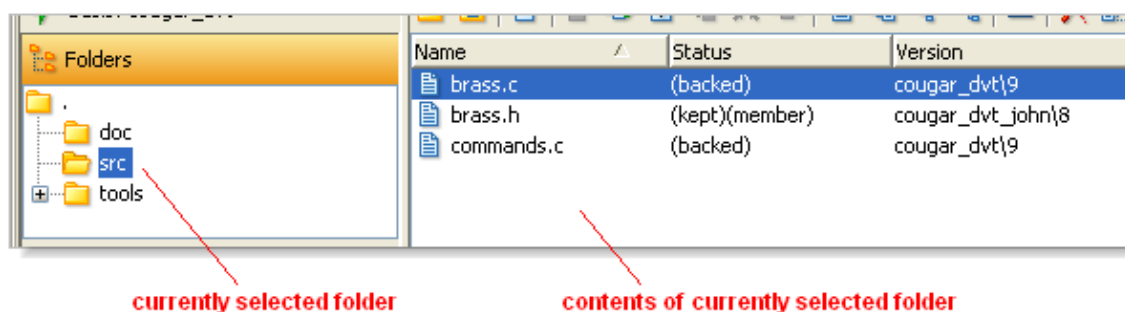 Folders
.
doc
src
tools
Name Status Version
brass.c (backed) cougar_dvt\9
brass.h (kept)(member) cougar_dvt_john\8
commands.c (backed) cougar_dvt\9
currently selected folder
contents of currently selected folder